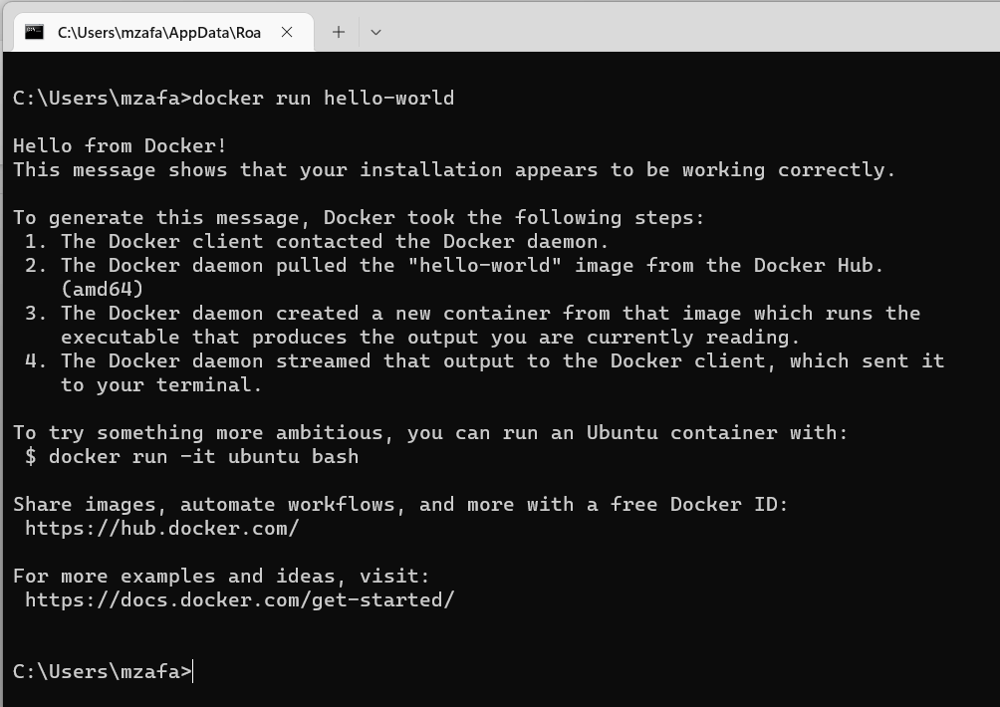 C:\Users\mzafa\AppData\Roa
C:\Users\mzafa>docker run hello-world
Hello from Docker!
This message shows that your installation appears to be working correctly.
To generate this message, Docker took the following steps:
1. The Docker client contacted the Docker daemon.
2. The Docker daemon pulled the "hello-world" image from the Docker Hub.
(amd64)
3. The Docker daemon created a new container from that image which runs the
executable that produces the output you are currently reading.
4. The Docker daemon streamed that output to the Docker client, which sent it
to your terminal.
To try something more ambitious, you can run an Ubuntu container with:
$ docker run -it ubuntu bash
Share images, automate workflows, and more with a free Docker ID:
https://hub.docker.com/
For more examples and ideas, visit:
https://docs.docker.com/get-started/
C:\Users\mzafa>